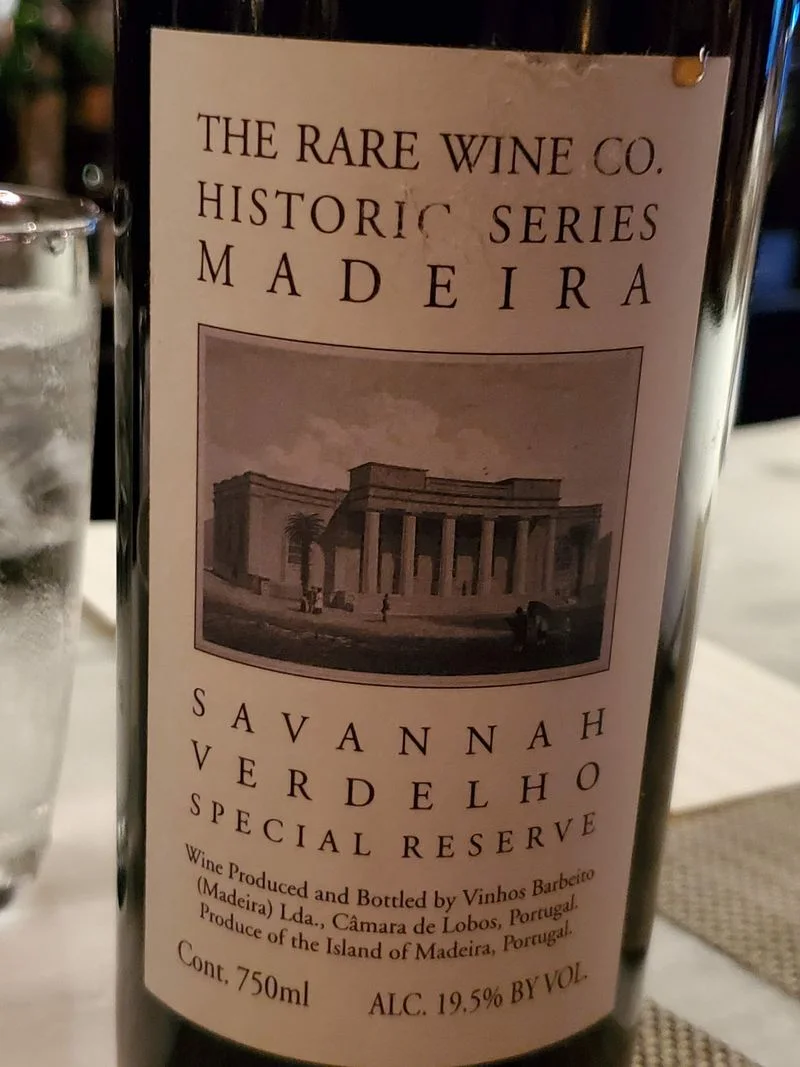 THE RARE WINE CO.
HISTORIC SERIES
MADEIRA
SAVANNAH
VERDELHO
SPECIAL RESERVE
Wine Produced and Bottled by Vinhos Barbeito
(Madeira) Lda., Câmara de Lobos, Portugal.
Produce of the Island of Madeira, Portugal.
Cont. 750ml ALC. 19.5% BY VOL.